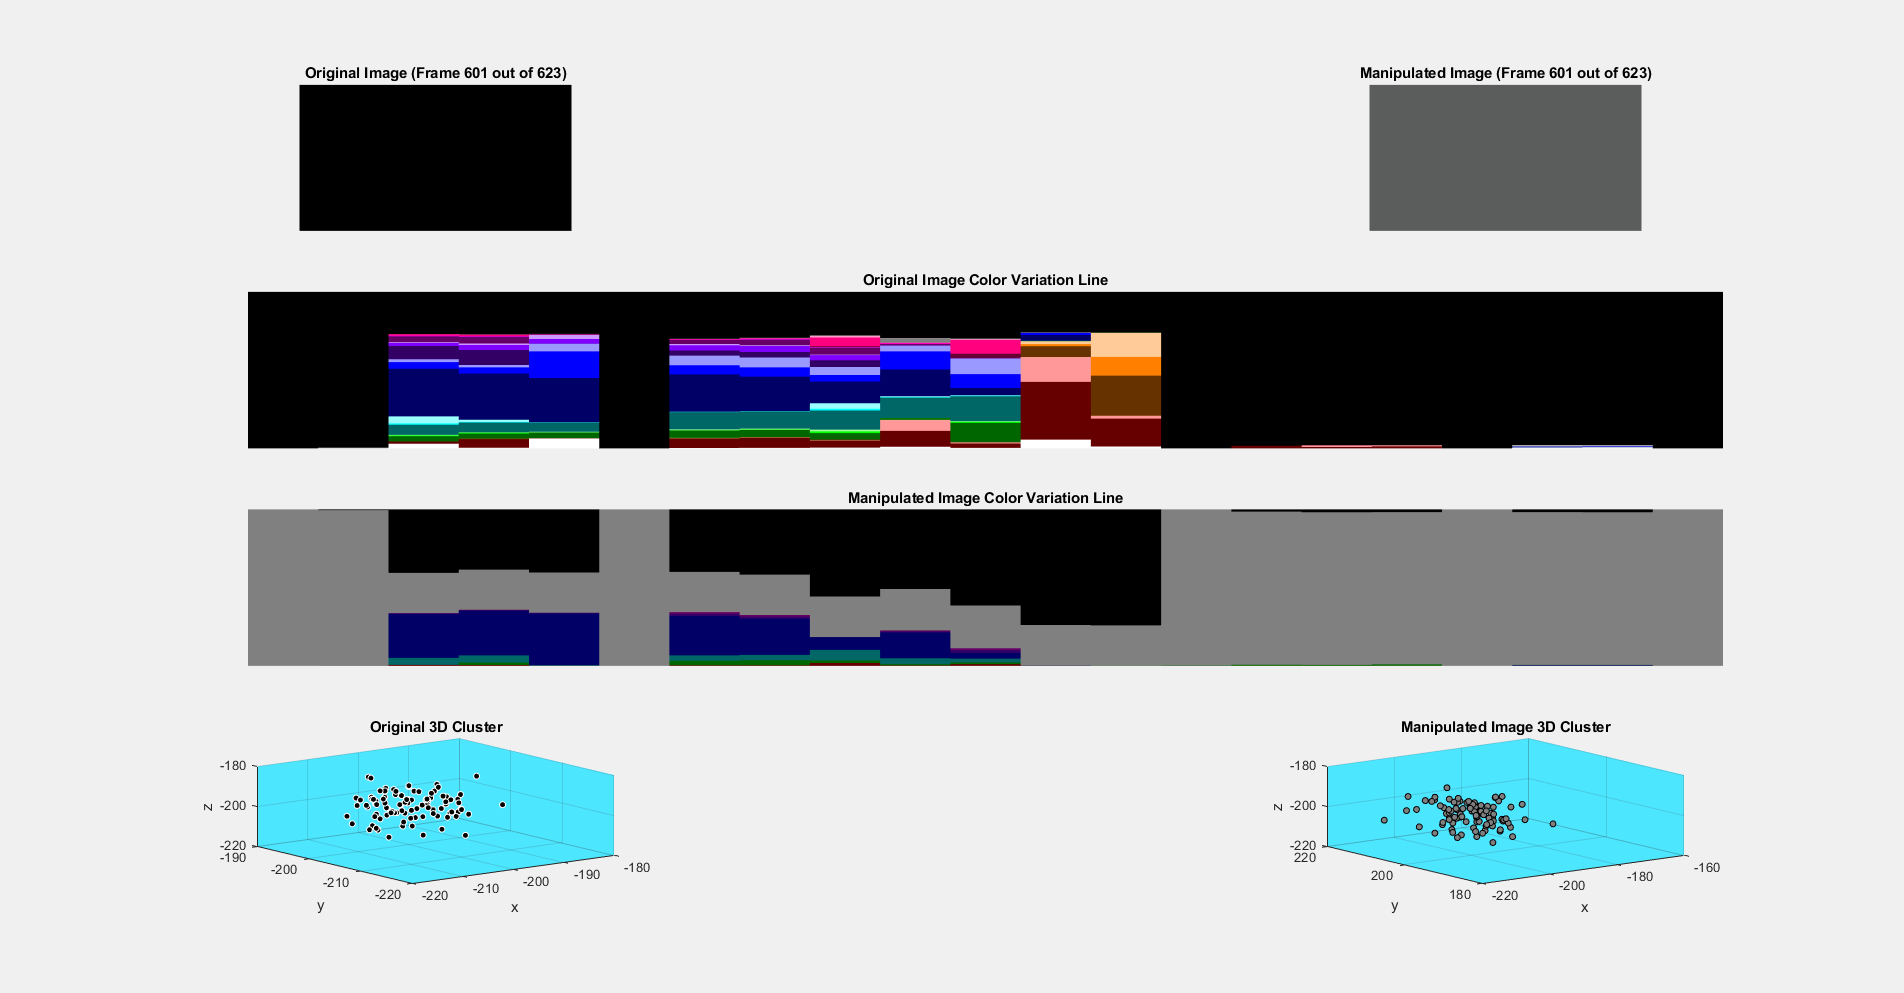 Original Image (Frame 601 out of 623)
Manipulated Image (Frame 601 out of 623)
Original Image Color Variation Line
Manipulated Image Color Variation Line
Original 3D Cluster
-180
-200
-220
z
-190
-200
-210
-220
y
-220
-210
-200
-190
-180
x
Manipulated Image 3D Cluster
-180
-200
-220
z
220
200
180
y
-220
-200
-180
-160
x